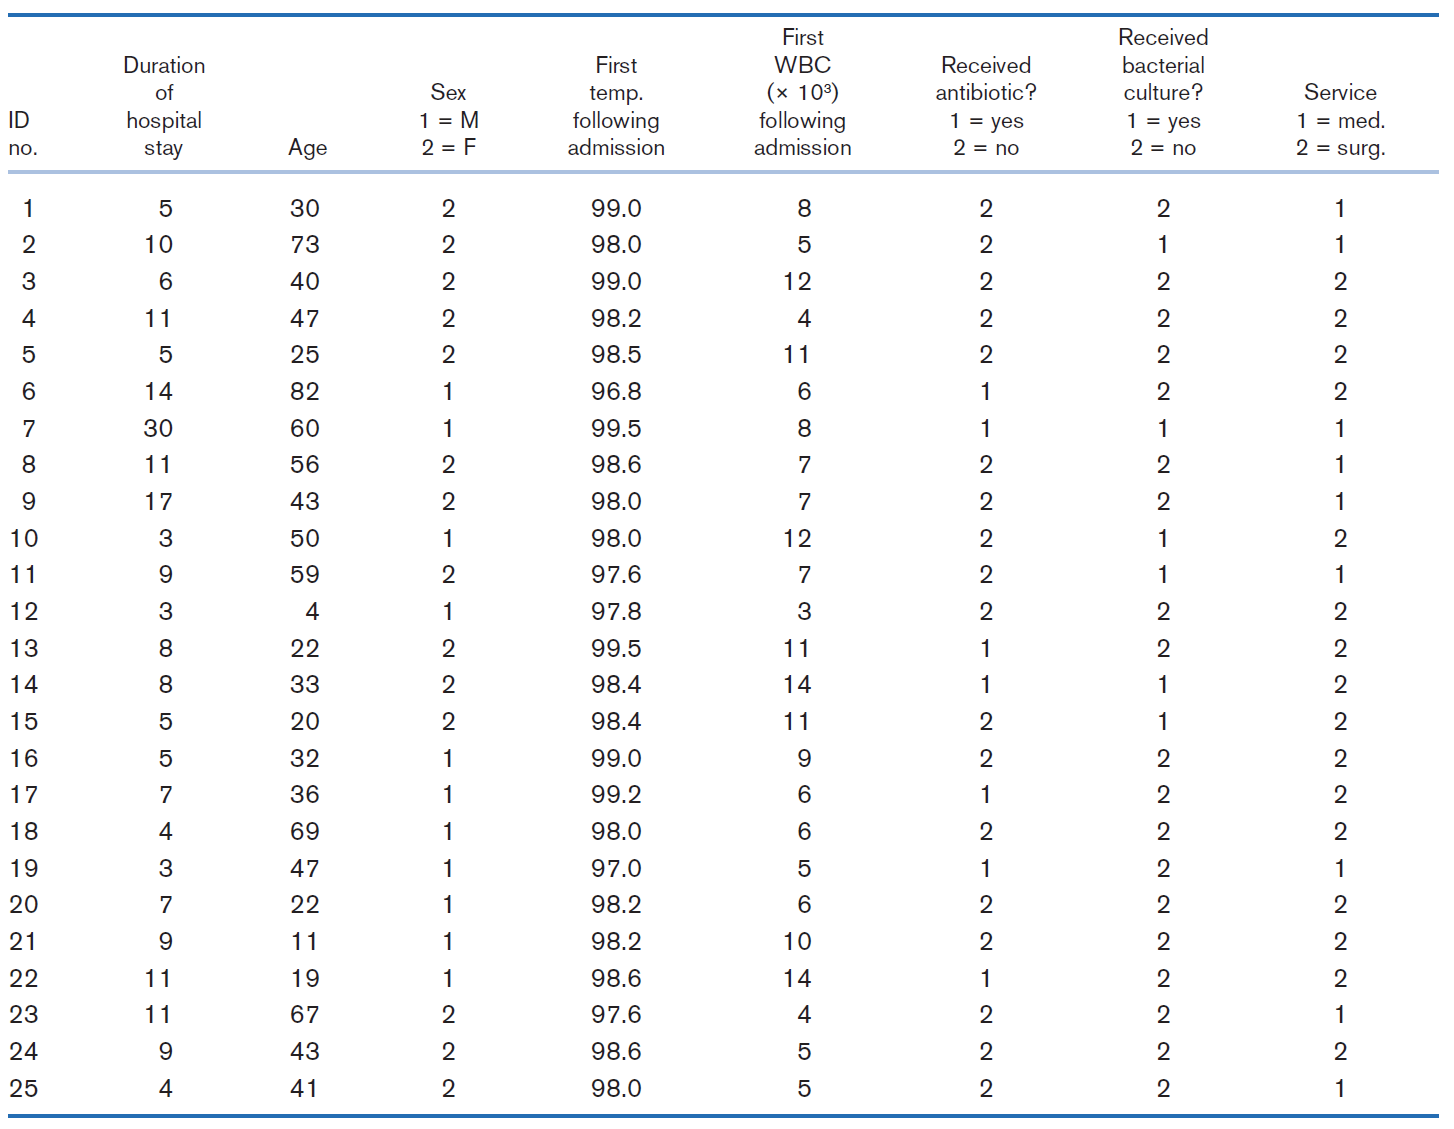 First Received
Duration First WBC Received bacterial
of Sex temp. (× 10³) antibiotic? culture? Service
ID hospital 1 = M following following 1 = yes 1 = yes 1 = med.
no. stay Age 2 = F admission admission 2 = no 2 = no 2 = surg.
1 5 30 2 99.0 8 2 2 1
2 10 73 2 98.0 5 2 1 1
3 6 40 2 99.0 12 2 2 2
4 11 47 2 98.2 4 2 2 2
5 5 25 2 98.5 11 2 2 2
6 14 82 1 96.8 6 1 2 2
7 30 60 1 99.5 8 1 1 1
8 11 56 2 98.6 7 2 2 1
9 17 43 2 98.0 7 2 2 1
10 3 50 1 98.0 12 2 1 2
11 9 59 2 97.6 7 2 1 1
12 3 4 1 97.8 3 2 2 2
13 8 22 2 99.5 11 1 2 2
14 8 33 2 98.4 14 1 1 2
15 5 20 2 98.4 11 2 1 2
16 5 32 1 99.0 9 2 2 2
17 7 36 1 99.2 6 1 2 2
18 4 69 1 98.0 6 2 2 2
19 3 47 1 97.0 5 1 2 1
20 7 22 1 98.2 6 2 2 2
21 9 11 1 98.2 10 2 2 2
22 11 19 1 98.6 14 1 2 2
23 11 67 2 97.6 4 2 2 1
24 9 43 2 98.6 5 2 2 2
25 4 41 2 98.0 5 2 2 1